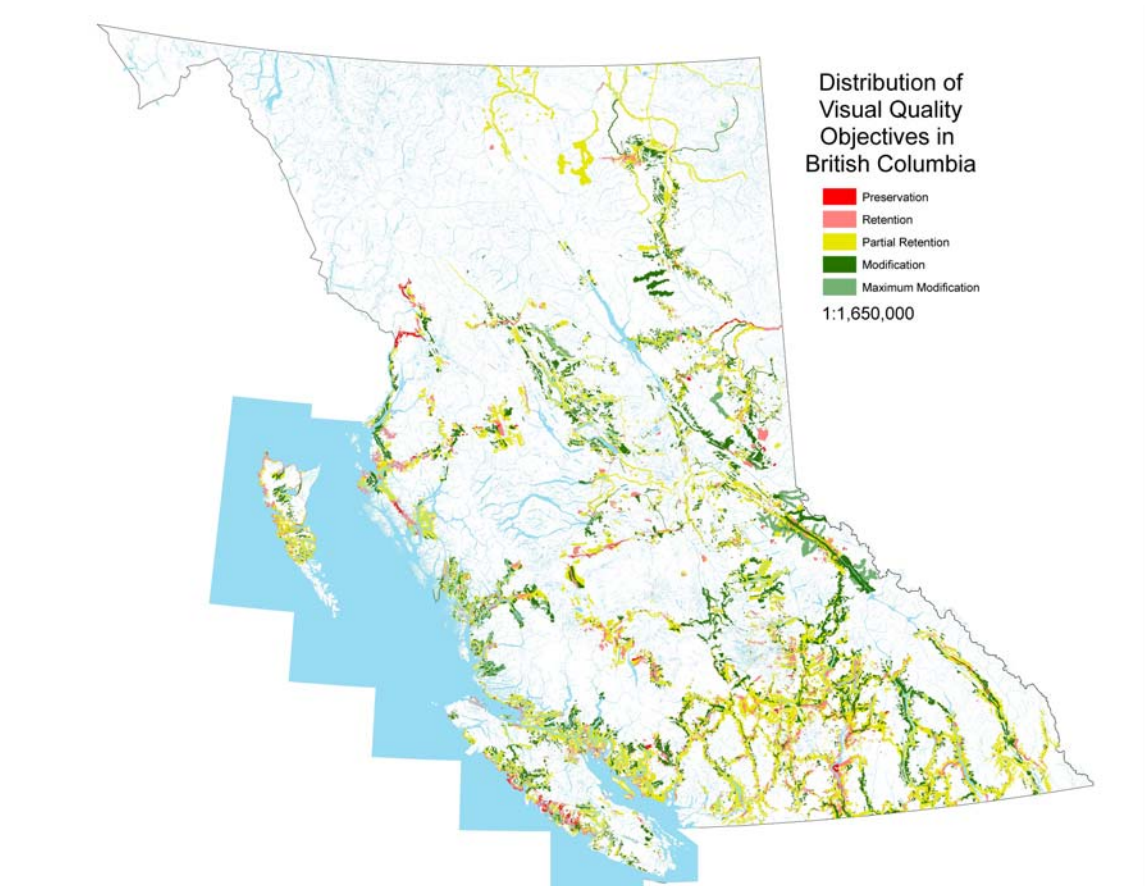 Distribution of
Visual Quality
Objectives in
British Columbia
Preservation
Retention
Partial Retention
Modification
Maximum Modification
1:1,650,000